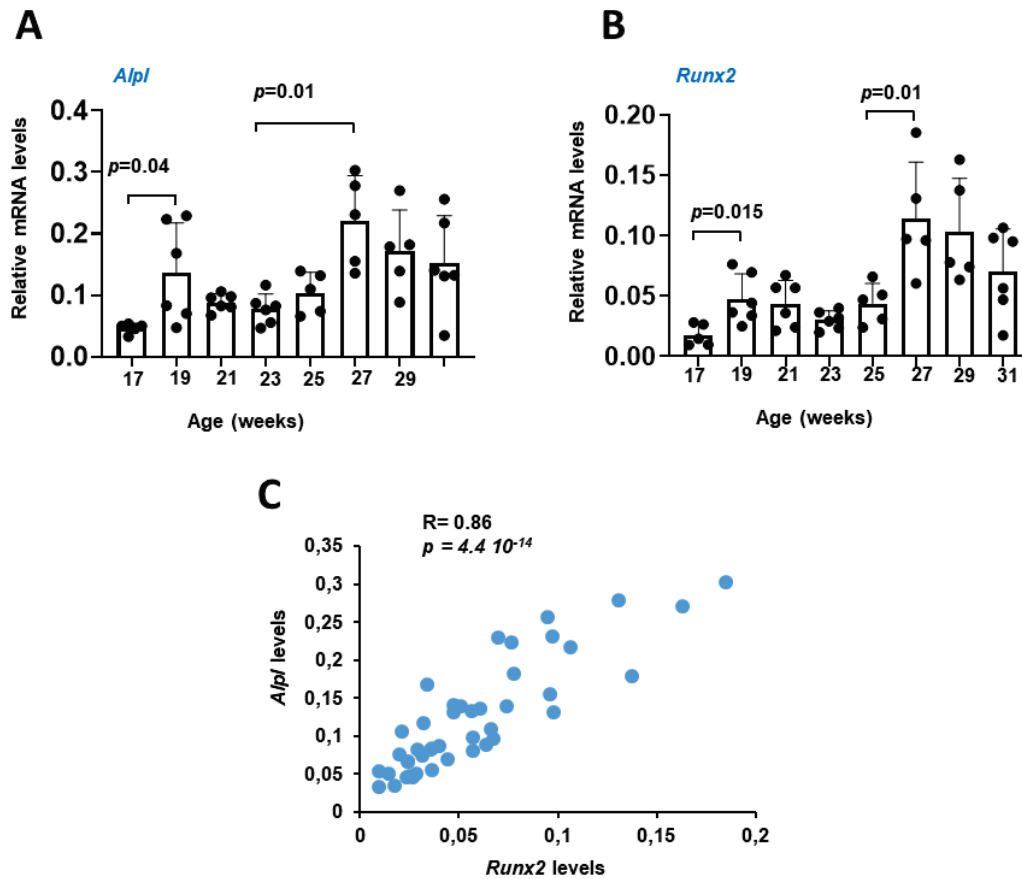 A
Alpl
Relative mRNA levels
0.4
0.3
0.2
0.1
0.0
p=0.04
p=0.01
17 19 21 23 25 27 29
Age (weeks)
B
Runx2
Relative mRNA levels
0.20
0.15
0.10
0.05
0.00
p=0.015
p=0.01
17 19 21 23 25 27 29 31
Age (weeks)
C
R= 0.86
p = 4.4 10-14
Alpl levels
0,35
0,3
0,25
0,2
0,15
0,1
0,05
0
0 0,05 0,1 0,15 0,2
Runx2 levels